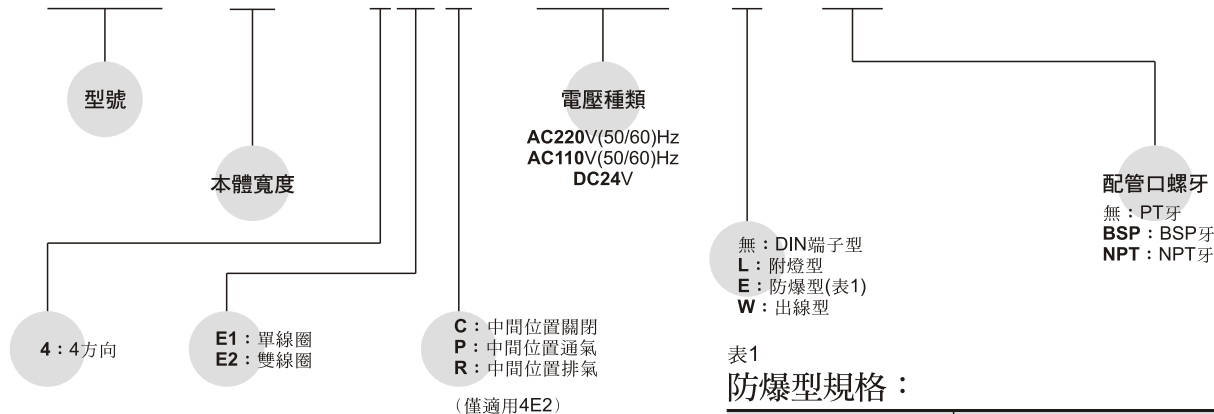 型號
本體寬度
4：4方向
E1：單線圈
E2：雙線圈
C：中間位置關閉
P：中間位置通氣
R：中間位置排氣
（僅適用4E2）
電壓種類
AC220V(50/60)Hz
AC110V(50/60)Hz
DC24V
無：DIN端子型
L：附燈型
E：防爆型(表1)
W：出線型
配管口螺牙
無：PT牙
BSP：BSP牙
NPT：NPT牙
表1
防爆型規格：